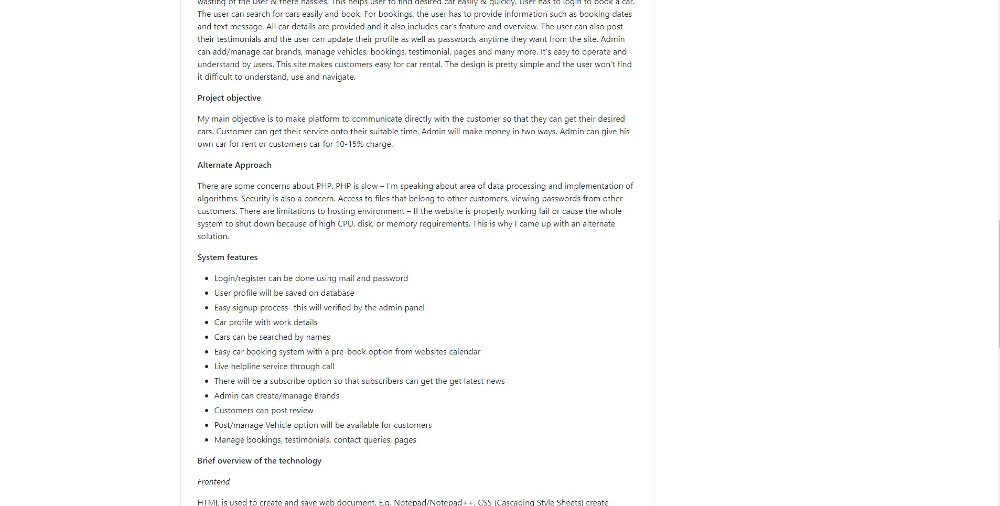 wasting of the user & there hassles. This helps user to find desired car easily & quickly. User has to login to book a car.
The user can search for cars easily and book. For bookings, the user has to provide information such as booking dates
and text message. All car details are provided and it also includes car’s feature and overview. The user can also post
their testimonials and the user can update their profile as well as passwords anytime they want from the site. Admin
can add/manage car brands, manage vehicles, bookings, testimonial, pages and many more. It’s easy to operate and
understand by users. This site makes customers easy for car rental. The design is pretty simple and the user won’t find
it difficult to understand, use and navigate.
Project objective
My main objective is to make platform to communicate directly with the customer so that they can get their desired
cars. Customer can get their service onto their suitable time. Admin will make money in two ways. Admin can give his
own car for rent or customers car for 10-15% charge.
Alternate Approach
There are some concerns about PHP. PHP is slow – I’m speaking about area of data processing and implementation of
algorithms. Security is also a concern. Access to files that belong to other customers, viewing passwords from other
customers. There are limitations to hosting environment – If the website is properly working fail or cause the whole
system to shut down because of high CPU, disk, or memory requirements. This is why I came up with an alternate
solution.
System features
• Login/register can be done using mail and password
• User profile will be saved on database
• Easy signup process- this will verified by the admin panel
• Car profile with work details
• Cars can be searched by names
• Easy car booking system with a pre-book option from websites calendar
• Live helpline service through call
• There will be a subscribe option so that subscribers can get the get latest news
• Admin can create/manage Brands
• Customers can post review
• Post/manage Vehicle option will be available for customers
• Manage bookings, testimonials, contact queries, pages
Brief overview of the technology
Frontend
HTML is used to create and save web document. E.g. Notepad/Notepad++. CSS (Cascading Style Sheets) create